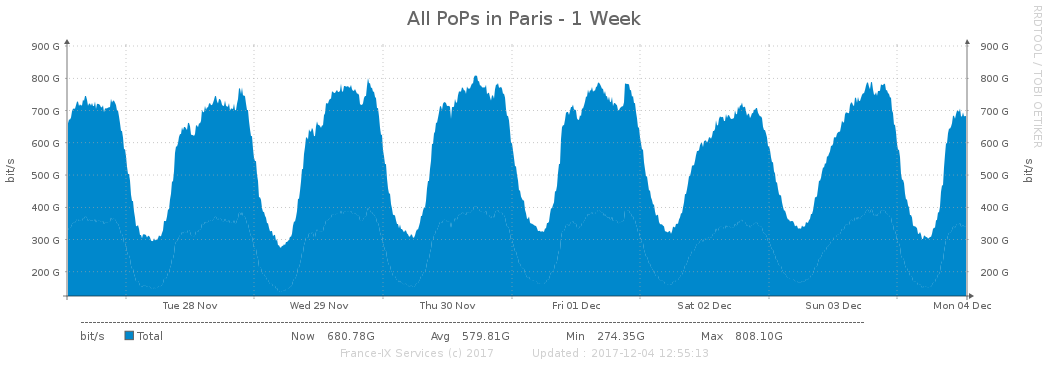 All PoPs in Paris - 1 Week
RRDTOOL / TOBI OETIKER
900 G 900 G
800 G 800 G
700 G 700 G
600 G 600 G
500 G 500 G
400 G 400 G
300 G 300 G
200 G 200 G
bit/s bit/s
Tue 28 Nov Wed 29 Nov Thu 30 Nov Fri 01 Dec Sat 02 Dec Sun 03 Dec Mon 04 Dec
bit/s Total Now 680.78G Avg 579.81G Min 274.35G Max 808.10G
France-IX Services (c) 2017 Updated : 2017-12-04 12:55:13